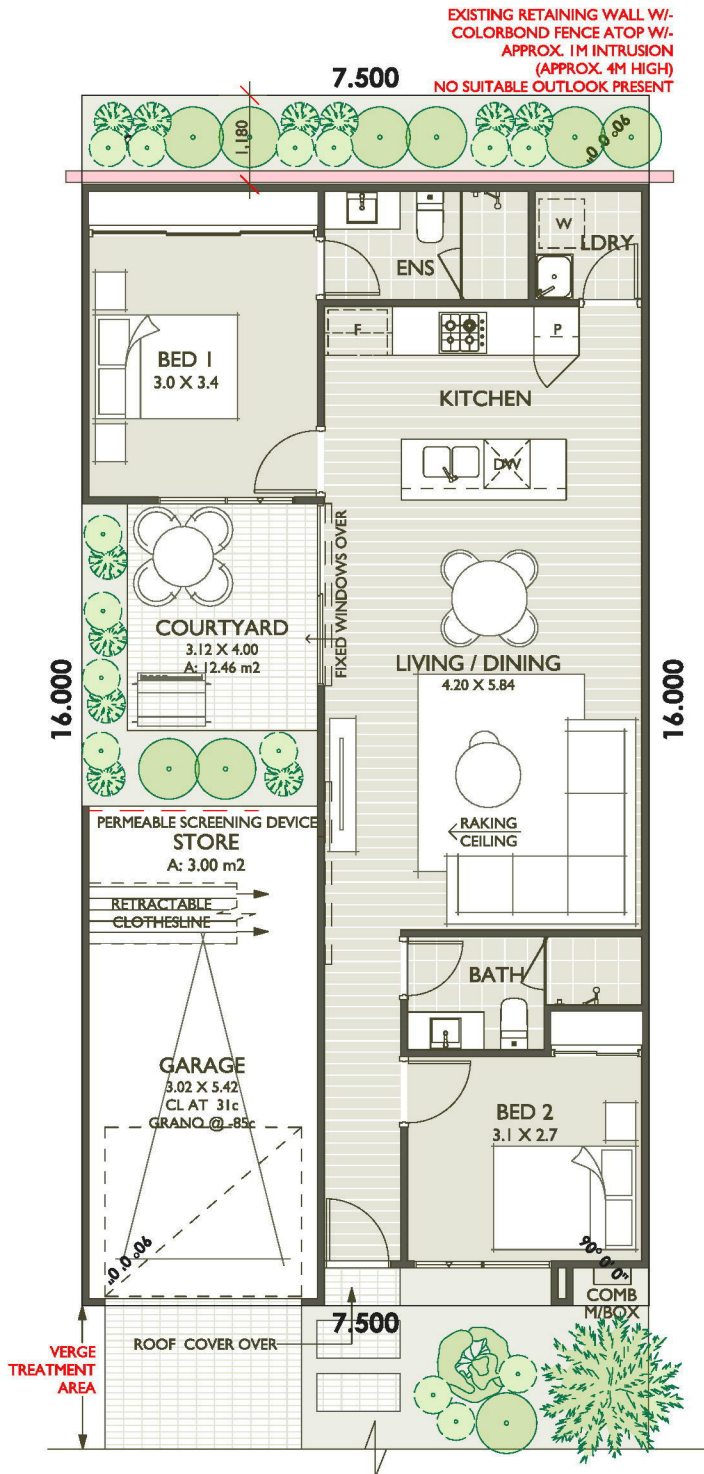 EXISTING RETAINING WALL W/-
COLORBOND FENCE ATOP W/-
APPROX. 1M INTRUSION
(APPROX. 4M HIGH)
NO SUITABLE OUTLOOK PRESENT
7.500
1.180
90° 0' 0"
W
LDRY
ENS
F
P
BED 1
3.0 X 3.4
KITCHEN
DW
FIXED WINDOWS OVER
COURTYARD
3.12 X 4.00
A: 12.46 m2
LIVING / DINING
4.20 X 5.84
16.000
16.000
PERMEABLE SCREENING DEVICE
STORE
A: 3.00 m2
RAKING
CEILING
RETRACTABLE
CLOTHESLINE
BATH
GARAGE
3.02 X 5.42
CL AT 31c
GRANO @ -85c
BED 2
3.1 X 2.7
90° 0' 0"
90° 0' 0"
COMB
M/BOX
7.500
ROOF COVER OVER
VERGE
TREATMENT
AREA